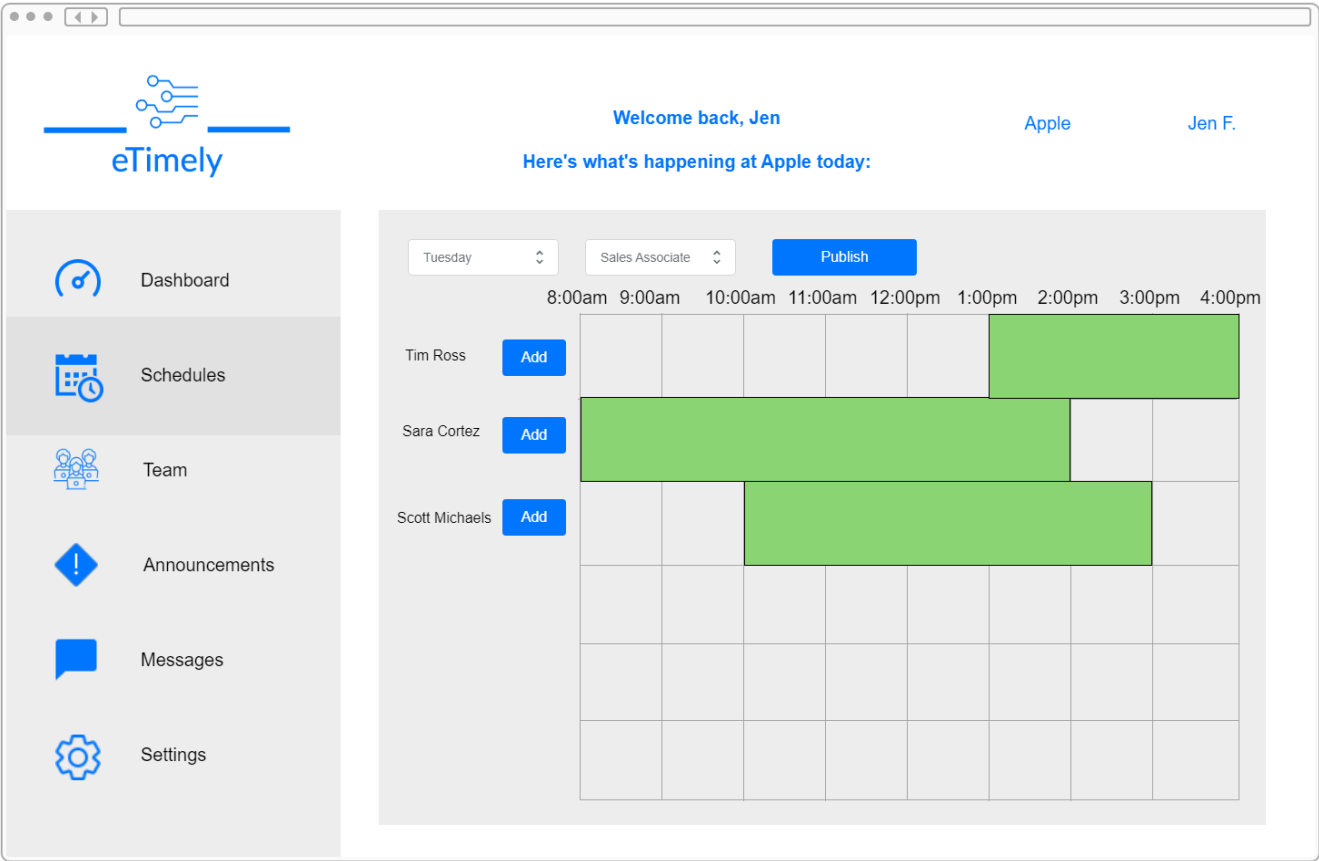 eTimely
Welcome back, Jen
Here's what's happening at Apple today:
Apple
Jen F.
Dashboard
Schedules
Team
Announcements
Messages
Settings
Tuesday
Sales Associate
Publish
8:00am 9:00am 10:00am 11:00am 12:00pm 1:00pm 2:00pm 3:00pm 4:00pm
Tim Ross Add
Sara Cortez Add
Scott Michaels Add